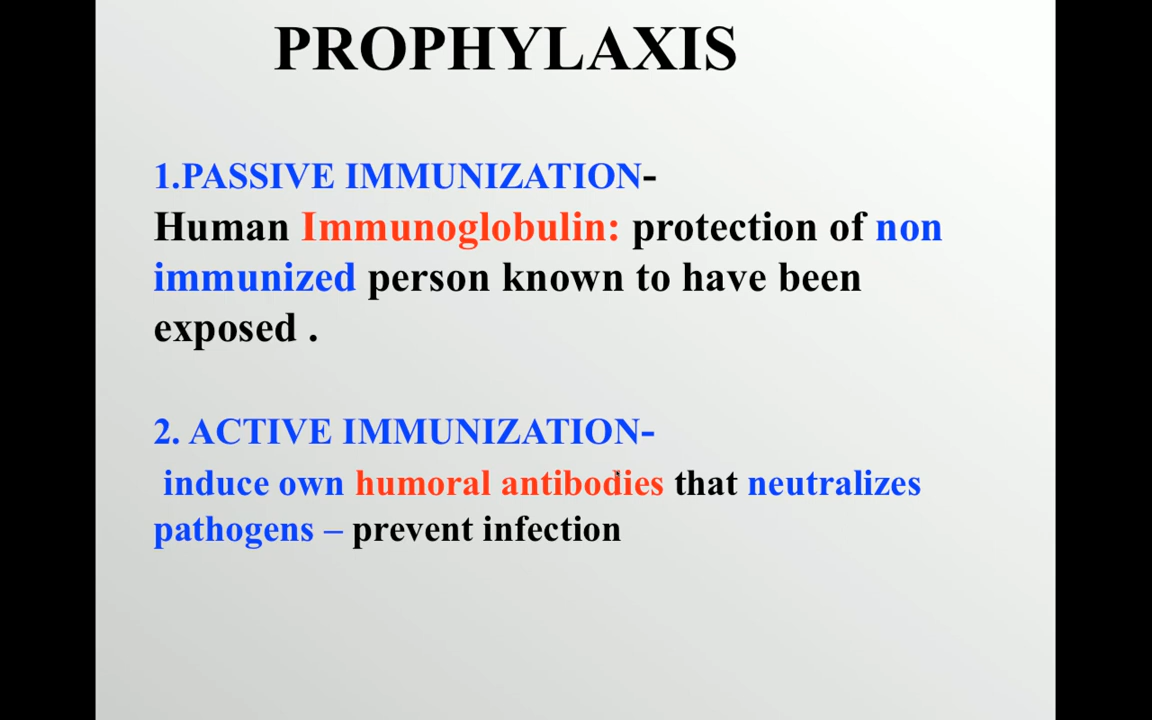 PROPHYLAXIS
1.PASSIVE IMMUNIZATION-
Human Immunoglobulin: protection of non
immunized person known to have been
exposed .
2. ACTIVE IMMUNIZATION-
induce own humoral antibodies that neutralizes
pathogens – prevent infection